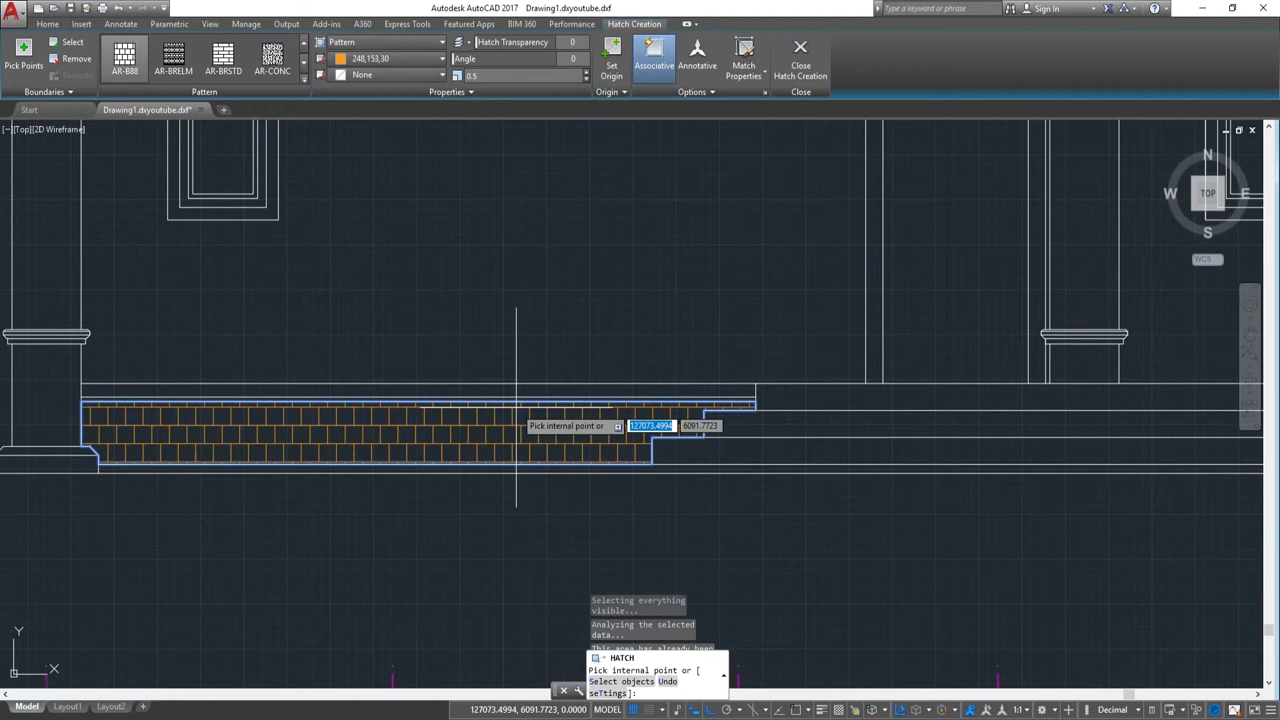 Autodesk AutoCAD 2017 Drawing1.dxyoutube.dxf
Type a keyword or phrase
Sign In
Home Insert Annotate Parametric View Manage Output Add-ins A360 Express Tools Featured Apps BIM 360 Performance Hatch Creation
Pick Points
Select
Remove
Recreate
Boundaries
AR-B88
AR-BRELM
AR-BRSTD
AR-CONC
Pattern
Pattern
248,153,30
None
Hatch Transparency 0
Angle 0
0.5
Properties
Set
Origin
Origin
Associative
Annotative
Match
Properties
Options
Close
Hatch Creation
Close
Start
Drawing1.dxyoutube.dxf*
[−][Top][2D Wireframe]
N
W TOP E
S
WCS
Pick internal point or 127073.4994 6091.7723
Selecting everything
visible...
Analyzing the selected
data...
This area has already been
HATCH
Pick internal point or [
Select objects Undo
seTtings]:
Y
X
Model Layout1 Layout2
127073.4994, 6091.7723, 0.0000 MODEL
1:1
Decimal